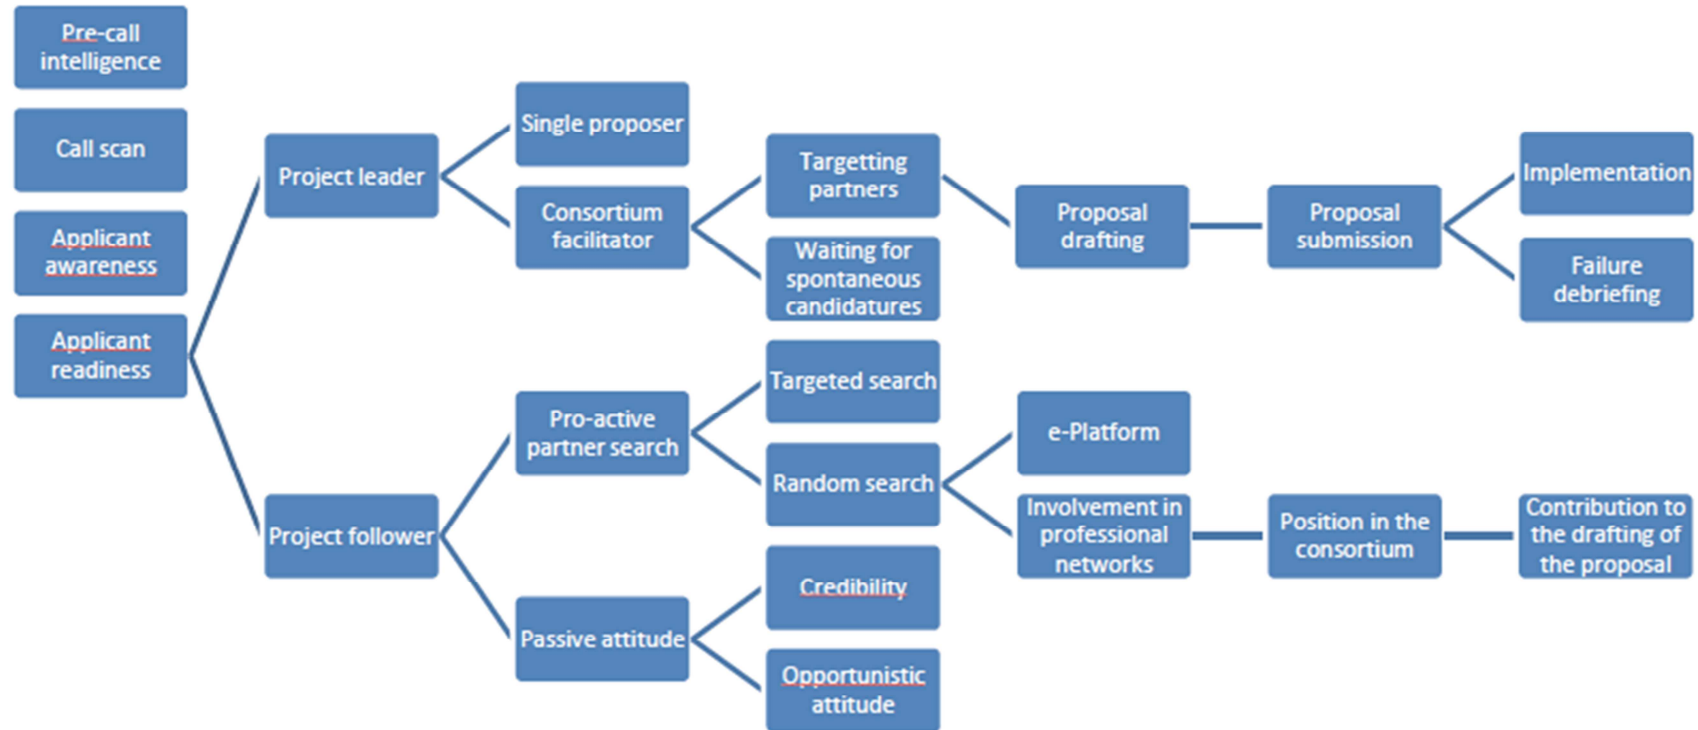 Pre-call
intelligence
Call scan
Applicant
awareness
Applicant
readiness
Project leader
Project follower
Single proposer
Consortium
facilitator
Pro-active
partner search
Passive attitude
Targetting
partners
Waiting for
spontaneous
candidatures
Targeted search
Random search
Credibility
Opportunistic
attitude
Proposal
drafting
e-Platform
Involvement in
professional
networks
Proposal
submission
Position in the
consortium
Implementation
Failure
debriefing
Contribution to
the drafting of
the proposal